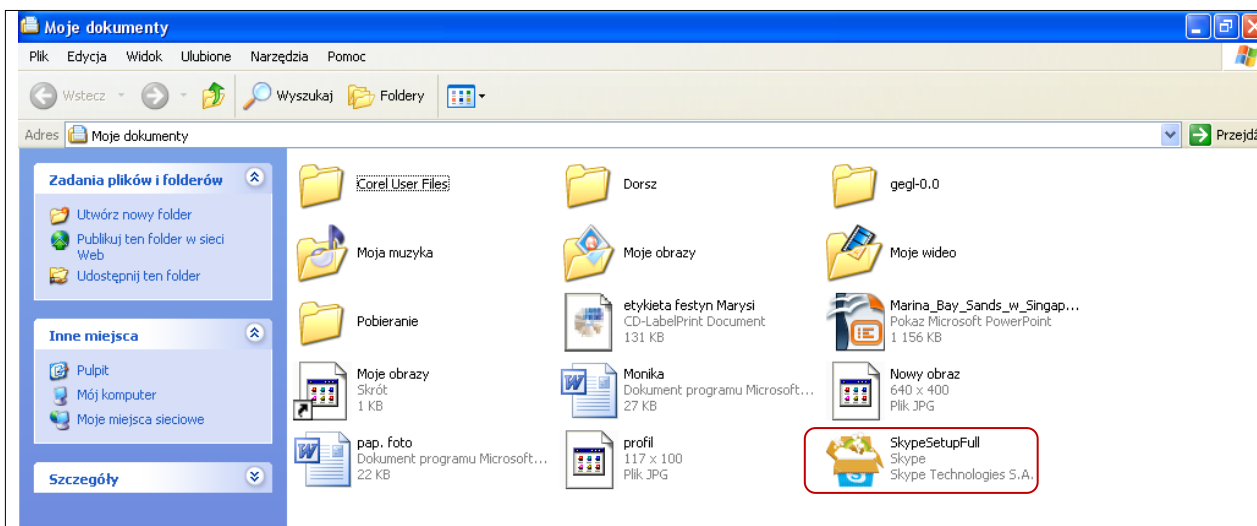 Moje dokumenty
Plik Edycja Widok Ulubione Narzędzia Pomoc
Wstecz Wyszukaj Foldery
Adres Moje dokumenty Przejdź
Zadania plików i folderów
Utwórz nowy folder
Publikuj ten folder w sieci
Web
Udostępnij ten folder
Inne miejsca
Pulpit
Mój komputer
Moje miejsca sieciowe
Szczegóły
Corel User Files
Dorsz
gegl-0.0
Moja muzyka
Moje obrazy
Moje wideo
Pobieranie
etykieta festyn Marysi
CD-LabelPrint Document
131 KB
Marina_Bay_Sands_w_Singap...
Pokaz Microsoft PowerPoint
1 156 KB
Moje obrazy
Skrót
1 KB
Monika
Dokument programu Microsoft...
27 KB
Nowy obraz
640 x 400
Plik JPG
pap. foto
Dokument programu Microsoft...
22 KB
profil
117 x 100
Plik JPG
SkypeSetupFull
Skype
Skype Technologies S.A.